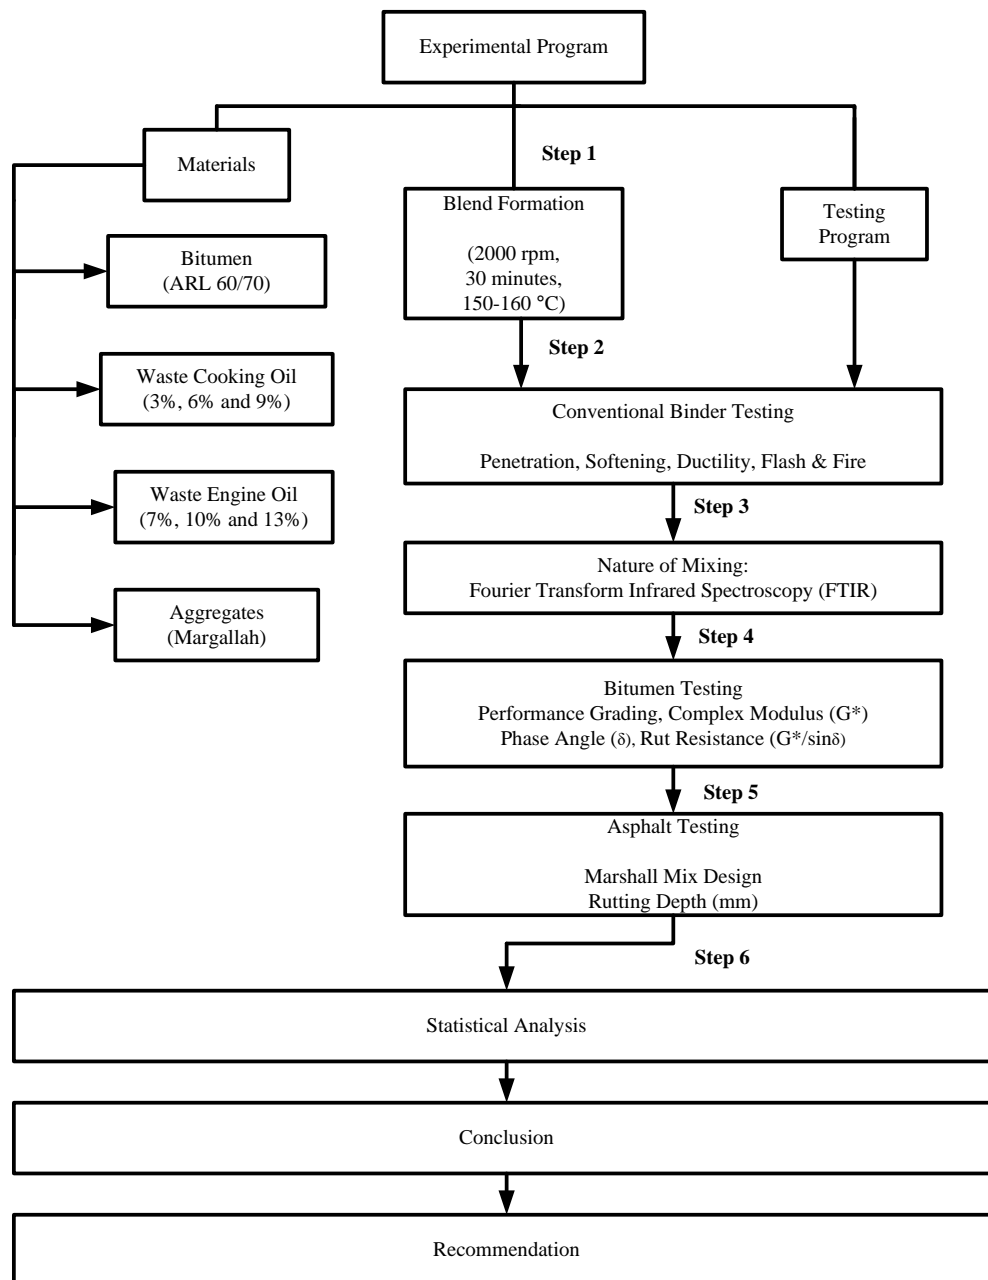 Experimental Program
Materials
Step 1
Blend Formation
(2000 rpm,
30 minutes,
150-160 °C)
Testing
Program
Bitumen
(ARL 60/70)
Step 2
Waste Cooking Oil
(3%, 6% and 9%)
Conventional Binder Testing
Penetration, Softening, Ductility, Flash & Fire
Waste Engine Oil
(7%, 10% and 13%)
Step 3
Nature of Mixing:
Fourier Transform Infrared Spectroscopy (FTIR)
Aggregates
(Margallah)
Step 4
Bitumen Testing
Performance Grading, Complex Modulus (G*)
Phase Angle (δ), Rut Resistance (G*/sinδ)
Step 5
Asphalt Testing
Marshall Mix Design
Rutting Depth (mm)
Step 6
Statistical Analysis
Conclusion
Recommendation